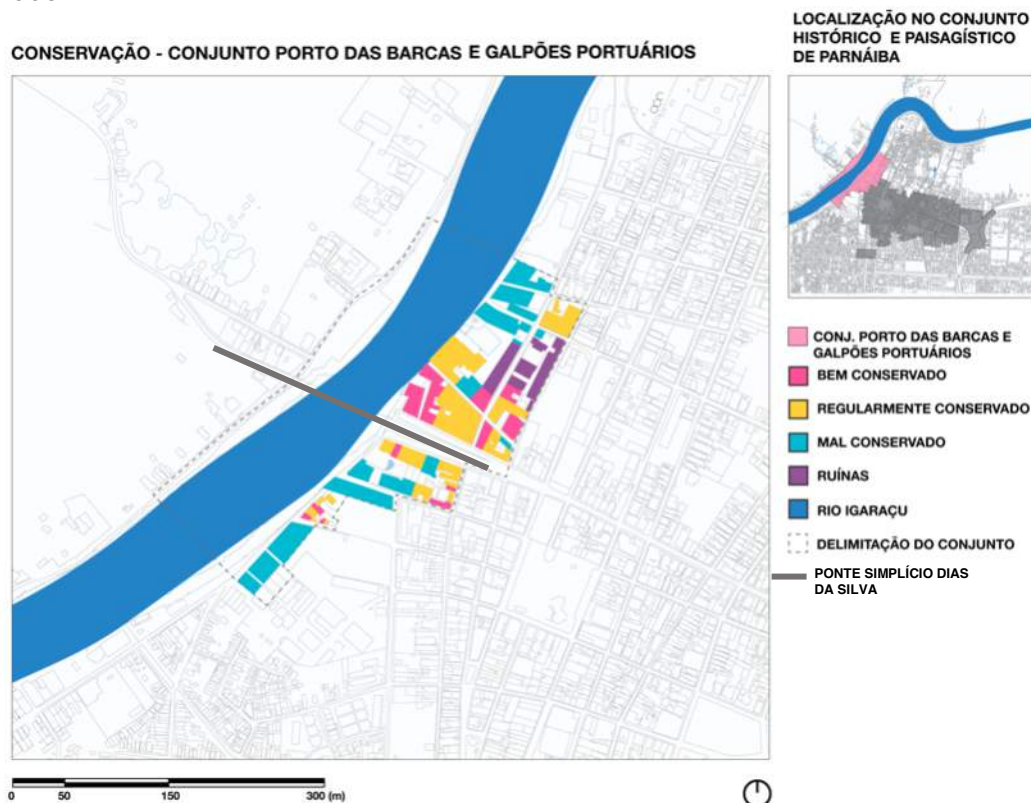 CONSERVAÇÃO - CONJUNTO PORTO DAS BARCAS E GALPÕES PORTUÁRIOS
LOCALIZAÇÃO NO CONJUNTO
HISTÓRICO E PAISAGÍSTICO
DE PARNÁIBA
CONJ. PORTO DAS BARCAS E
GALPÕES PORTUÁRIOS
BEM CONSERVADO
REGULARMENTE CONSERVADO
MAL CONSERVADO
RUÍNAS
RIO IGARAÇU
DELIMITAÇÃO DO CONJUNTO
PONTE SIMPLÍCIO DIAS
DA SILVA
0 50 150 300 (m)